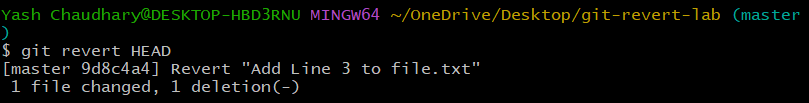 Yash Chaudhary@DESKTOP-HBD3RNU MINGW64 ~/OneDrive/Desktop/git-revert-lab (master
)
$ git revert HEAD
[master 9d8c4a4] Revert "Add Line 3 to file.txt"
 1 file changed, 1 deletion(-)